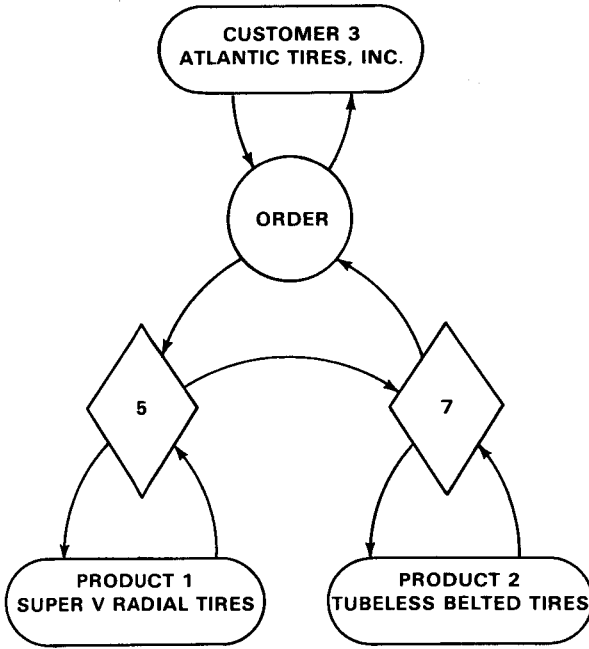 CUSTOMER 3
ATLANTIC TIRES, INC.
ORDER
5
7
PRODUCT 1
SUPER V RADIAL TIRES
PRODUCT 2
TUBELESS BELTED TIRES